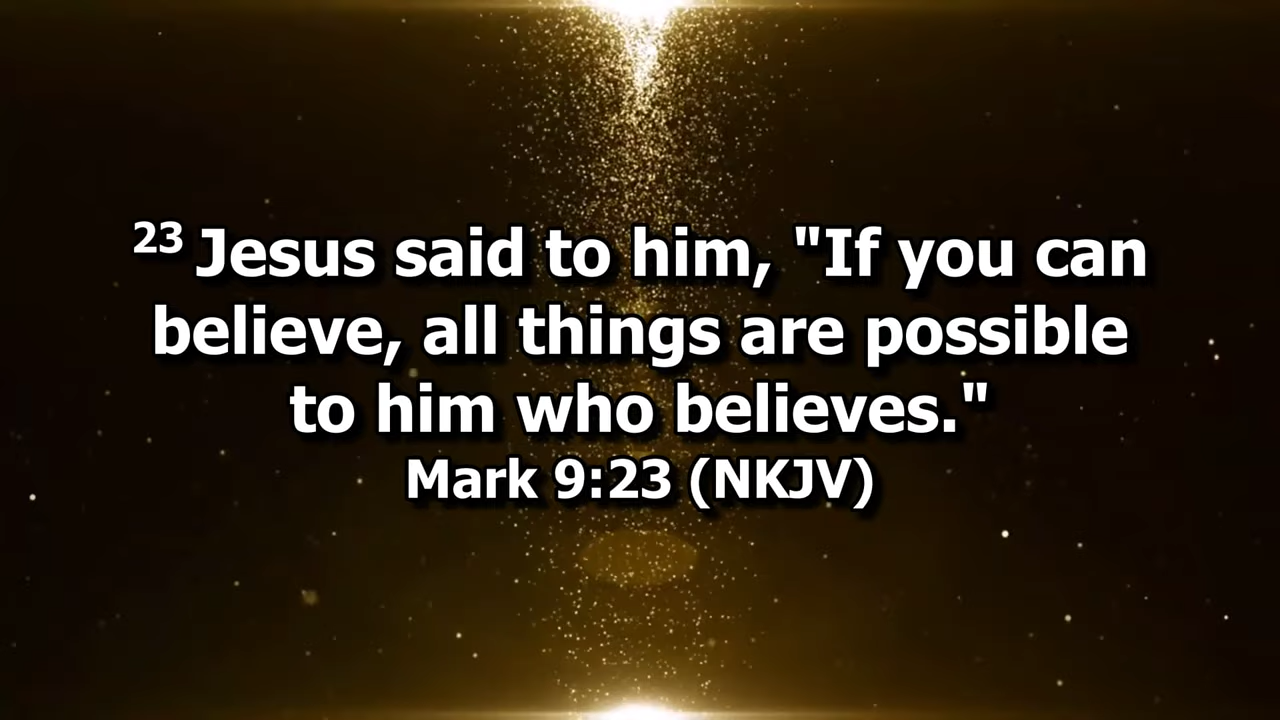 23 Jesus said to him, "If you can
believe, all things are possible
to him who believes."
Mark 9:23 (NKJV)